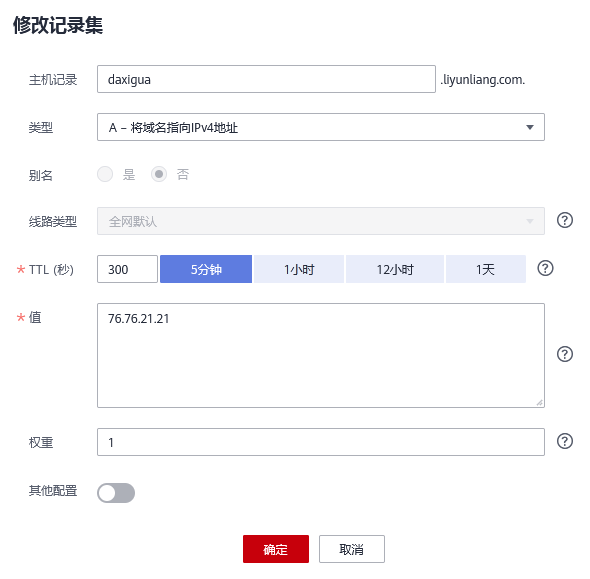 修改记录集
主机记录 daxigua .liyunliang.com.
类型 A – 将域名指向IPv4地址
别名 是 否
线路类型 全网默认 ?
* TTL (秒) 300 5分钟 1小时 12小时 1天 ?
* 值 76.76.21.21 ?
权重 1 ?
其他配置
确定 取消